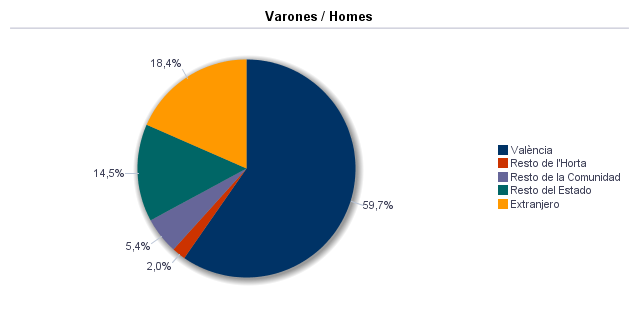 Varones / Homes
18,4%
14,5%
5,4%
2,0%
59,7%
València
Resto de l'Horta
Resto de la Comunidad
Resto del Estado
Extranjero